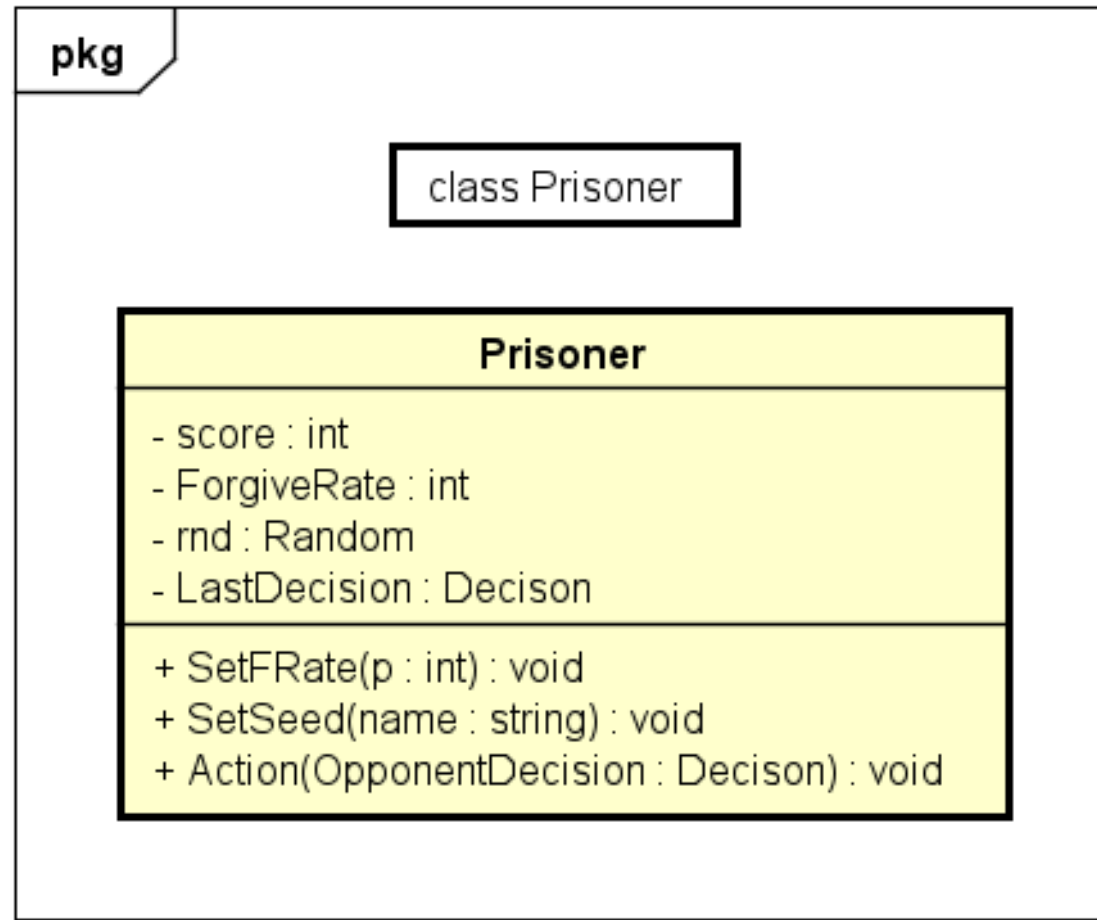 pkg
class Prisoner
Prisoner
- score : int
- ForgiveRate : int
- rnd : Random
- LastDecision : Decison
+ SetFRate(p : int) : void
+ SetSeed(name : string) : void
+ Action(OpponentDecision : Decison) : void